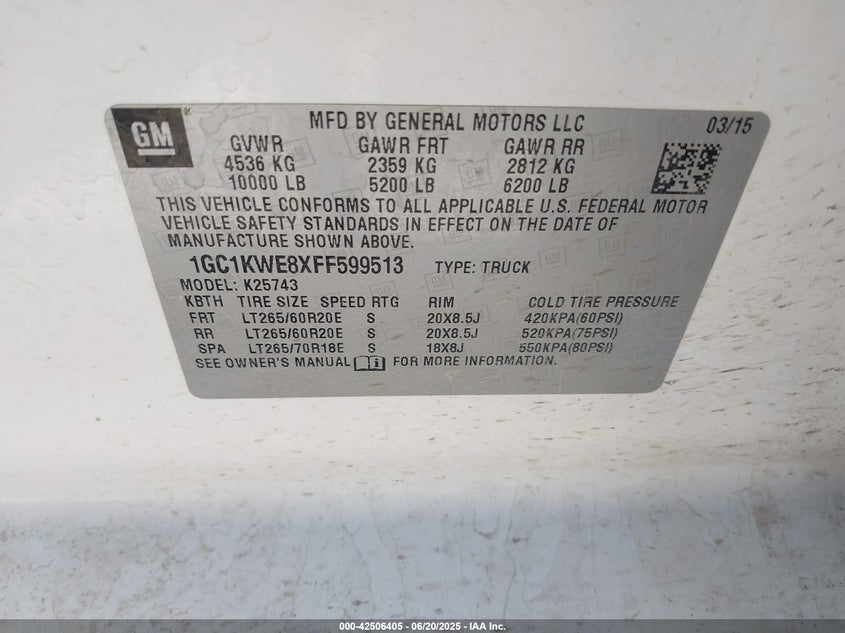 GM ®
MFD BY GENERAL MOTORS LLC 03/15
GVWR GAWR FRT GAWR RR
4536 KG 2359 KG 2812 KG
10000 LB 5200 LB 6200 LB
THIS VEHICLE CONFORMS TO ALL APPLICABLE U.S. FEDERAL MOTOR
VEHICLE SAFETY STANDARDS IN EFFECT ON THE DATE OF
MANUFACTURE SHOWN ABOVE.
1GC1KWE8XFF599513 TYPE: TRUCK
MODEL: K25743
KBTH TIRE SIZE SPEED RTG RIM COLD TIRE PRESSURE
FRT LT265/60R20E S 20X8.5J 420KPA(60PSI)
RR LT265/60R20E S 20X8.5J 520KPA(75PSI)
SPA LT265/70R18E S 18X8J 550KPA(80PSI)
SEE OWNER'S MANUAL FOR MORE INFORMATION.
000-42506405 - 06/20/2025 - IAA Inc.